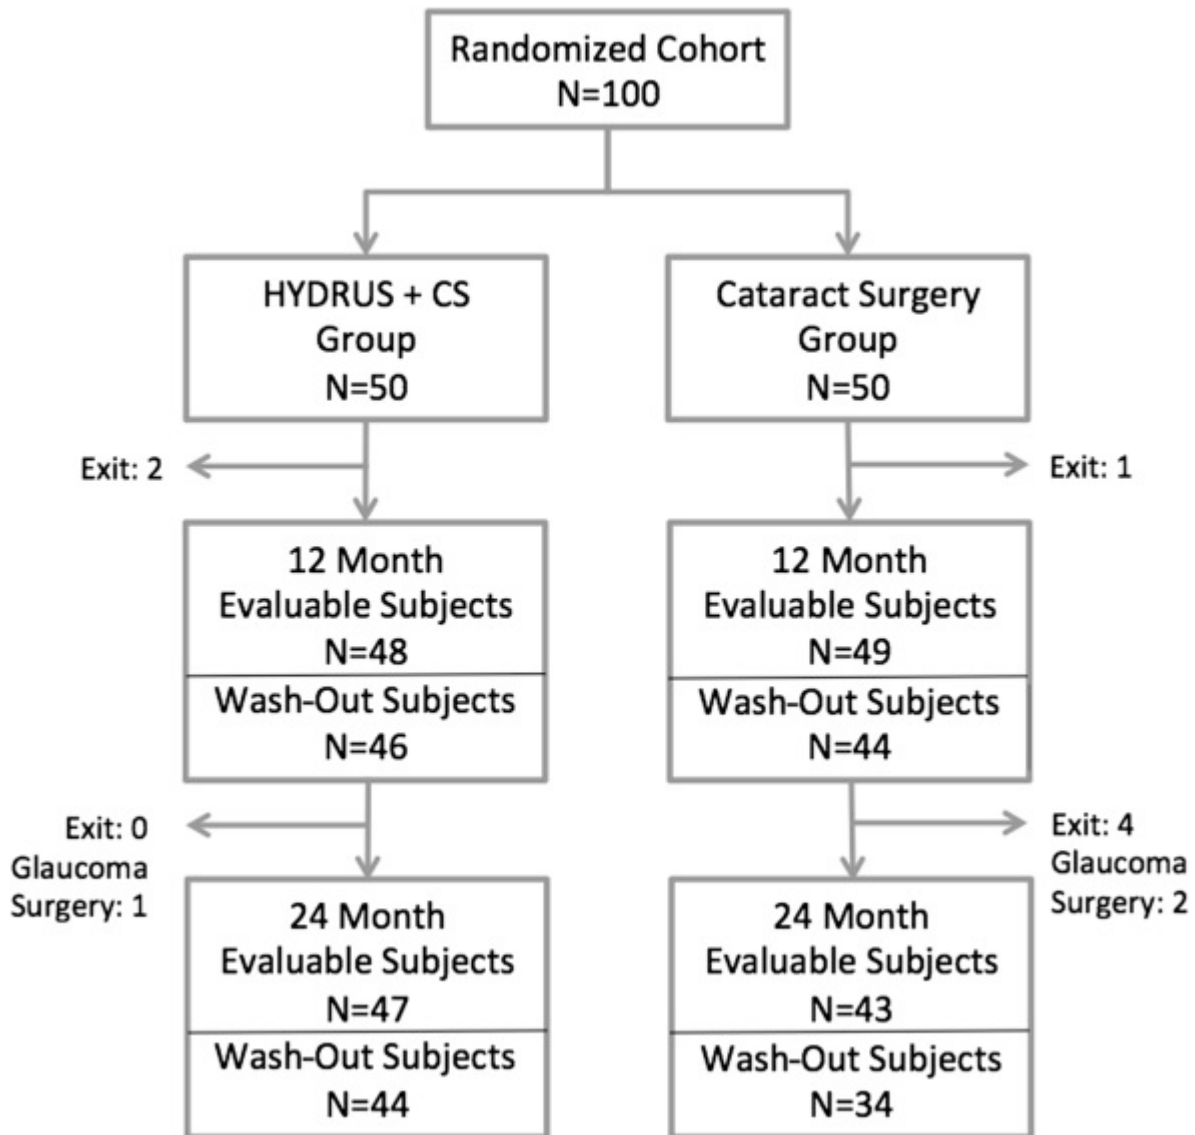 Randomized Cohort
N=100
HYDRUS + CS
Group
N=50
Cataract Surgery
Group
N=50
Exit: 2
Exit: 1
12 Month
Evaluable Subjects
N=48
Wash-Out Subjects
N=46
12 Month
Evaluable Subjects
N=49
Wash-Out Subjects
N=44
Exit: 0
Glaucoma
Surgery: 1
Exit: 4
Glaucoma
Surgery: 2
24 Month
Evaluable Subjects
N=47
Wash-Out Subjects
N=44
24 Month
Evaluable Subjects
N=43
Wash-Out Subjects
N=34